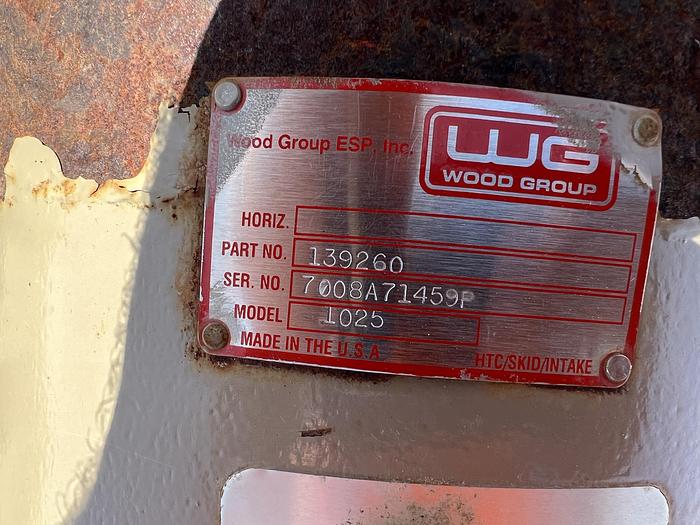 Wood Group ESP, Inc.
WG
WOOD GROUP
HORIZ.
PART NO. 139260
SER. NO. 7008A71459P
MODEL 1025
MADE IN THE U.S.A
HTC/SKID/INTAKE